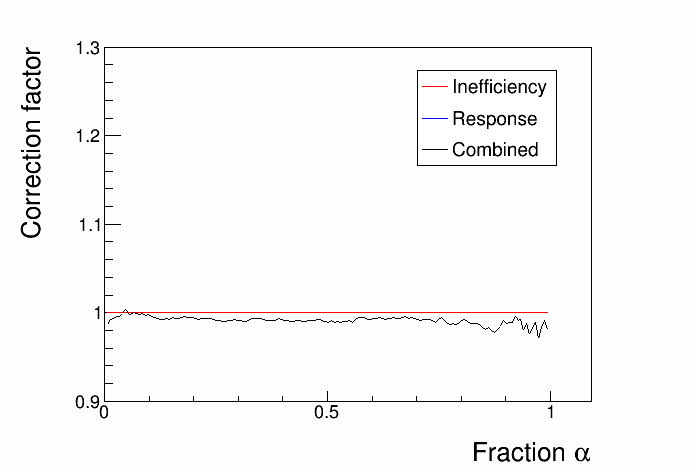 Correction factor
1.3
1.2
1.1
1
0.9
Inefficiency
Response
Combined
0
0.5
1
Fraction α